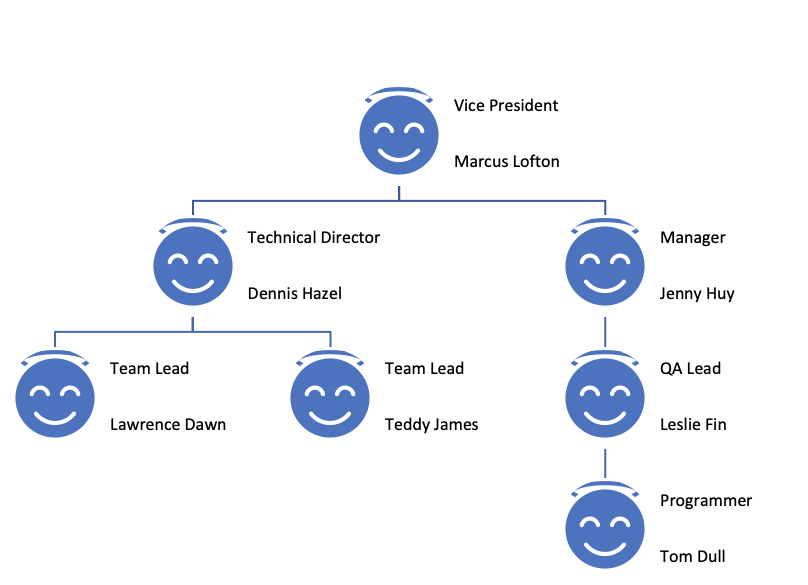 Vice President
Marcus Lofton
Technical Director
Dennis Hazel
Manager
Jenny Huy
Team Lead
Lawrence Dawn
Team Lead
Teddy James
QA Lead
Leslie Fin
Programmer
Tom Dull